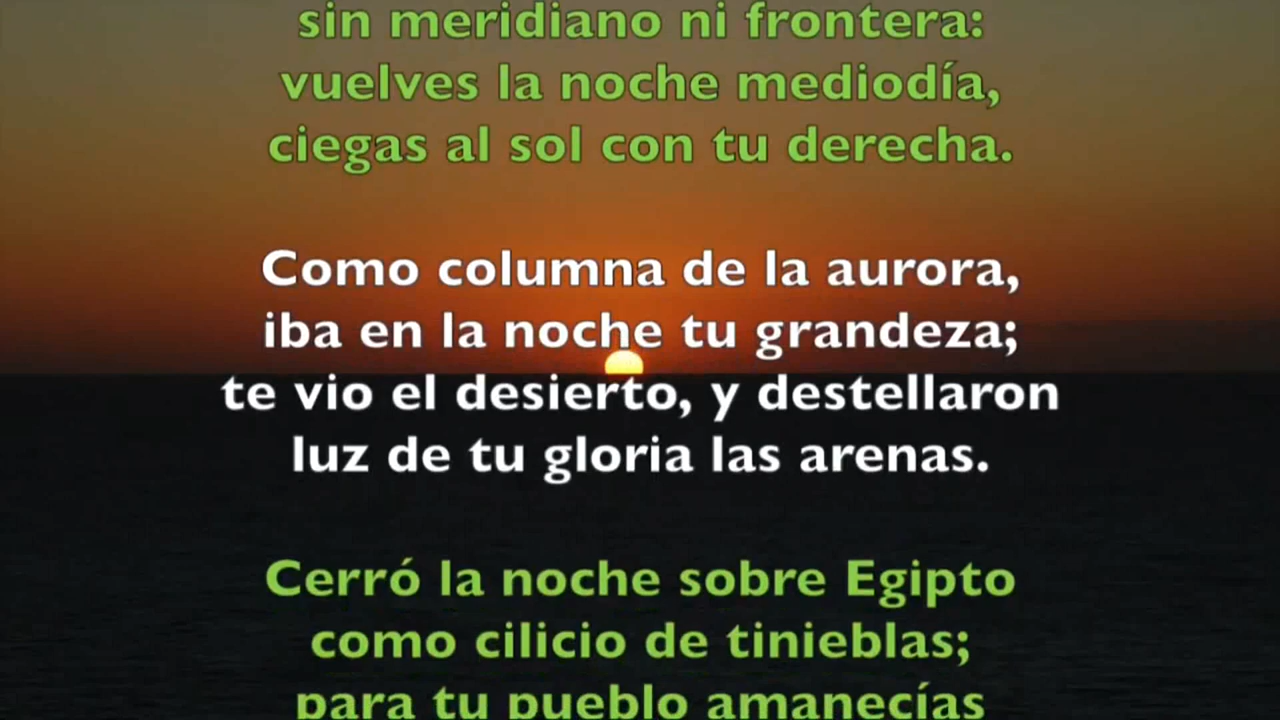 sin meridiano ni frontera:
vuelves la noche mediodía,
ciegas al sol con tu derecha.
Como columna de la aurora,
iba en la noche tu grandeza;
te vio el desierto, y destellaron
luz de tu gloria las arenas.
Cerró la noche sobre Egipto
como cilicio de tinieblas;
para tu pueblo amanecías